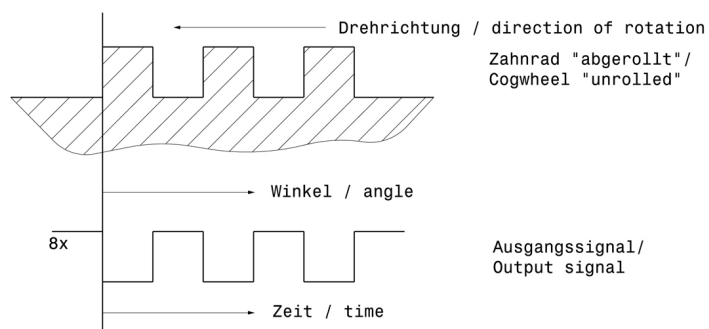 Drehrichtung / direction of rotation
Zahnrad "abgerollt"/
Cogwheel "unrolled"
Winkel / angle
8x
Ausgangssignal/
Output signal
Zeit / time